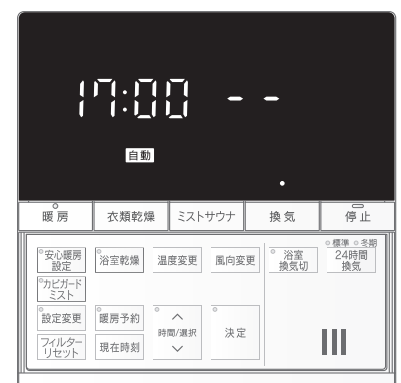 17:00 --
自動
暖房 衣類乾燥 ミストサウナ 換気 停止
標準 冬期
安心暖房
設定
浴室乾燥 温度変更 風向変更
浴室
換気切
24時間
換気
カビガード
ミスト
設定変更 暖房予約
時間/選択
決定
フィルター
リセット
現在時刻